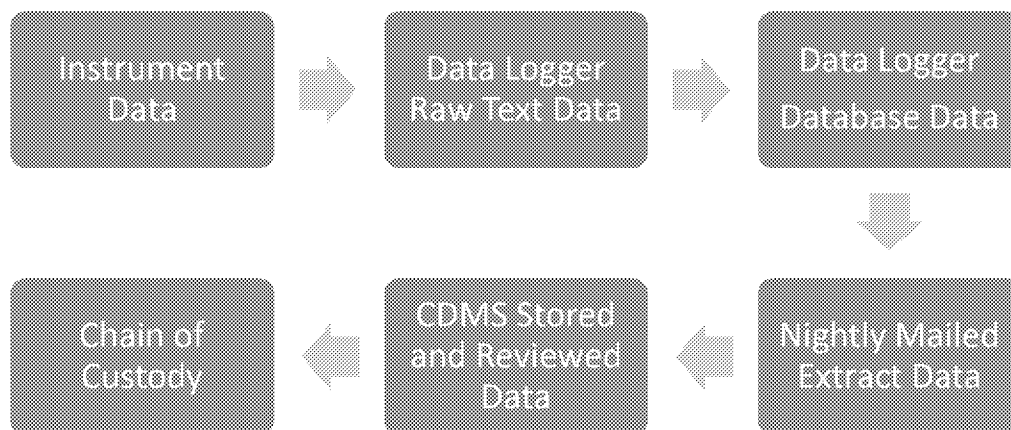 Instrument
Data
Data Logger
Raw Text Data
Data Logger
Database Data
Nightly Mailed
Extract Data
CDMS Stored
and Reviewed
Data
Chain of
Custody